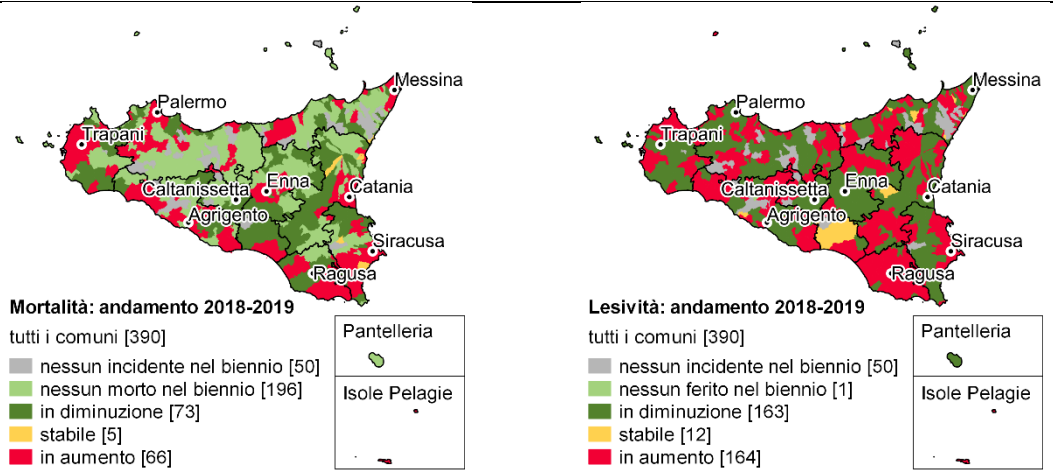 Messina
Palermo
Trapani
Enna
Caltanissetta
Catania
Agrigento
Siracusa
Ragusa
Mortalità: andamento 2018-2019
tutti i comuni [390]
nessun incidente nel biennio [50]
nessun morto nel biennio [196]
in diminuzione [73]
stabile [5]
in aumento [66]
Pantelleria
Isole Pelagie
Messina
Palermo
Trapani
Enna
Caltanissetta
Catania
Agrigento
Siracusa
Ragusa
Lesività: andamento 2018-2019
tutti i comuni [390]
nessun incidente nel biennio [50]
nessun ferito nel biennio [1]
in diminuzione [163]
stabile [12]
in aumento [164]
Pantelleria
Isole Pelagie